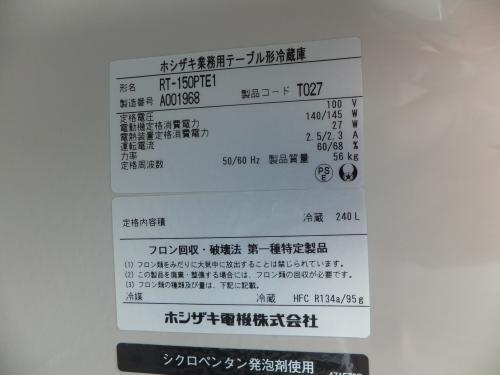 ホシザキ業務用テーブル形冷蔵庫
形名 RT-150PTE1
製造番号 A001968 製品コード T027
定格電圧 100 V
電動機定格消費電力 140/145 W
電熱装置定格消費電力 27 W
運転電流 2.5/2.3 A
力率 60/68 %
定格周波数 50/60 Hz 製品質量 56 kg
PS E
定格内容積 冷蔵 240 L
フロン回収・破壊法 第一種特定製品
(1) フロン類をみだりに大気中に放出することは禁じられています。
(2) この製品を廃棄・整備する場合には、フロン類の回収が必要です。
(3) フロン類の種類及び量は、下記に記載。
冷媒 冷蔵 HFC R134a/95g
ホシザキ電機株式会社
シクロペンタン発泡剤使用